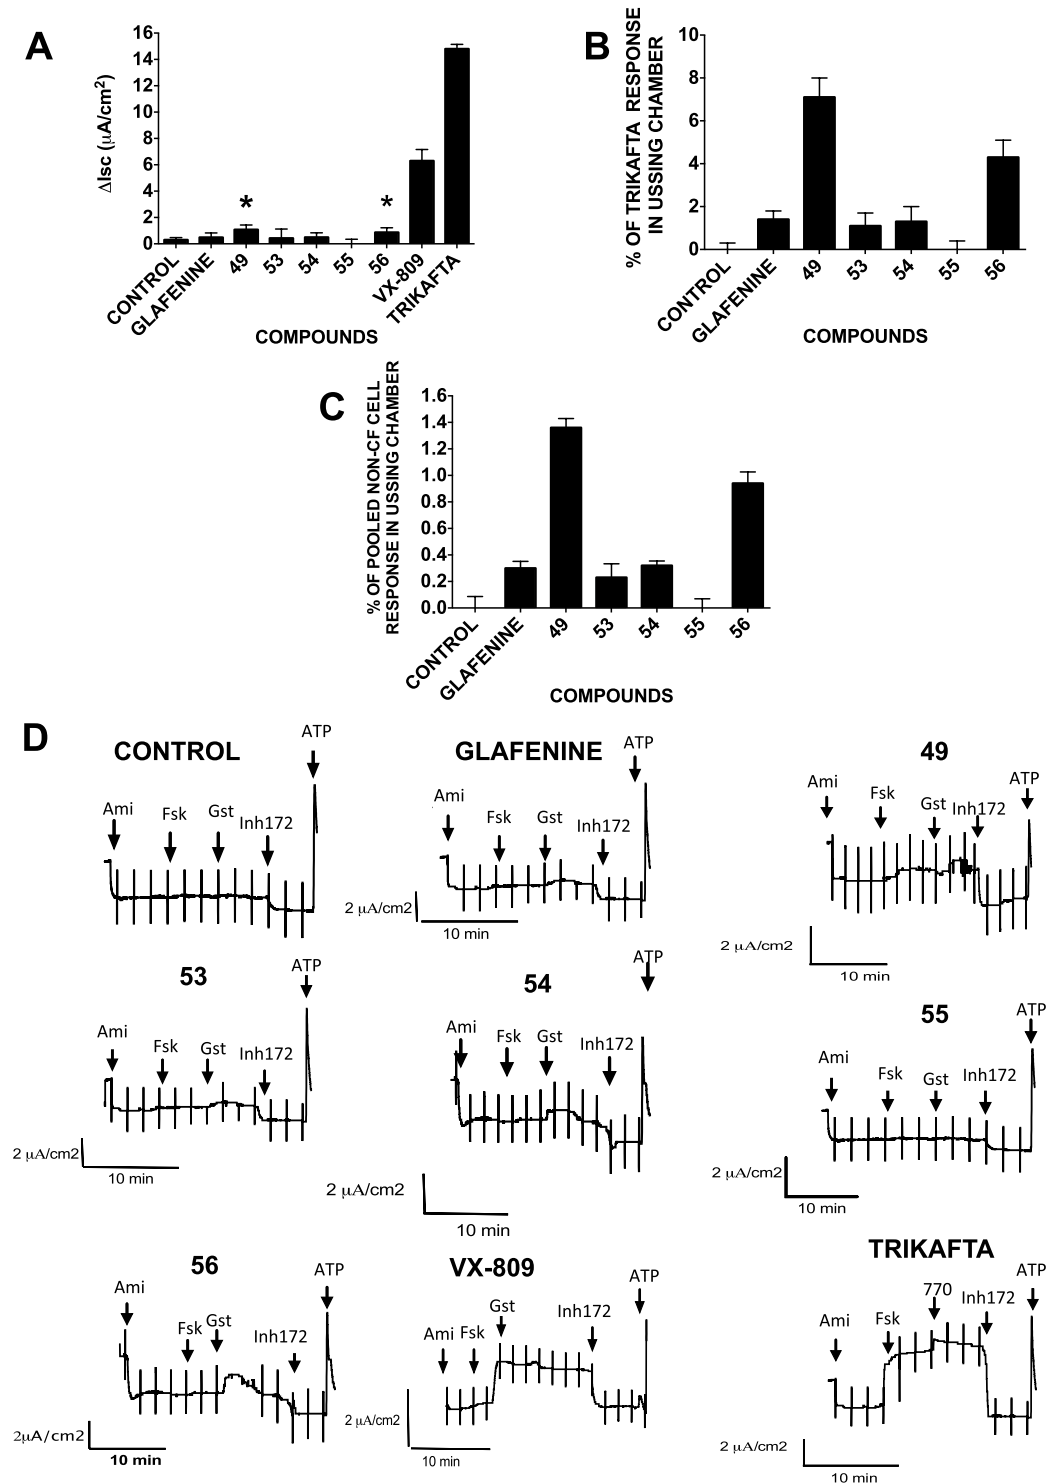 A
ΔIsc (μA/cm2)
16
14
12
10
8
6
4
2
0
*
*
CONTROL
GLAFENINE
49
53
54
55
56
VX-809
TRIKAFTA
COMPOUNDS
B
% OF TRIKAFTA RESPONSE
IN USSING CHAMBER
10
8
6
4
2
0
CONTROL
GLAFENINE
49
53
54
55
56
COMPOUNDS
C
% OF POOLED NON-CF CELL
RESPONSE IN USSING CHAMBER
1.6
1.4
1.2
1.0
0.8
0.6
0.4
0.2
0.0
CONTROL
GLAFENINE
49
53
54
55
56
COMPOUNDS
D
CONTROL
Ami
Fsk
Gst
Inh172
ATP
GLAFENINE
Ami
Fsk
Gst
Inh172
ATP
2 μA/cm2
10 min
49
Ami
Fsk
Gst
Inh172
ATP
2 μA/cm2
10 min
53
Ami
Fsk
Gst
Inh172
ATP
2 μA/cm2
10 min
54
Ami
Fsk
Gst
Inh172
ATP
2 μA/cm2
10 min
55
Ami
Fsk
Gst
Inh172
ATP
2 μA/cm2
10 min
56
Ami
Fsk
Gst
Inh172
ATP
2μA/cm2
10 min
VX-809
Ami
Fsk
Gst
Inh172
ATP
2 μA/cm2
10 min
TRIKAFTA
Ami
Fsk
770
Inh172
ATP
2 μA/cm2
10 min